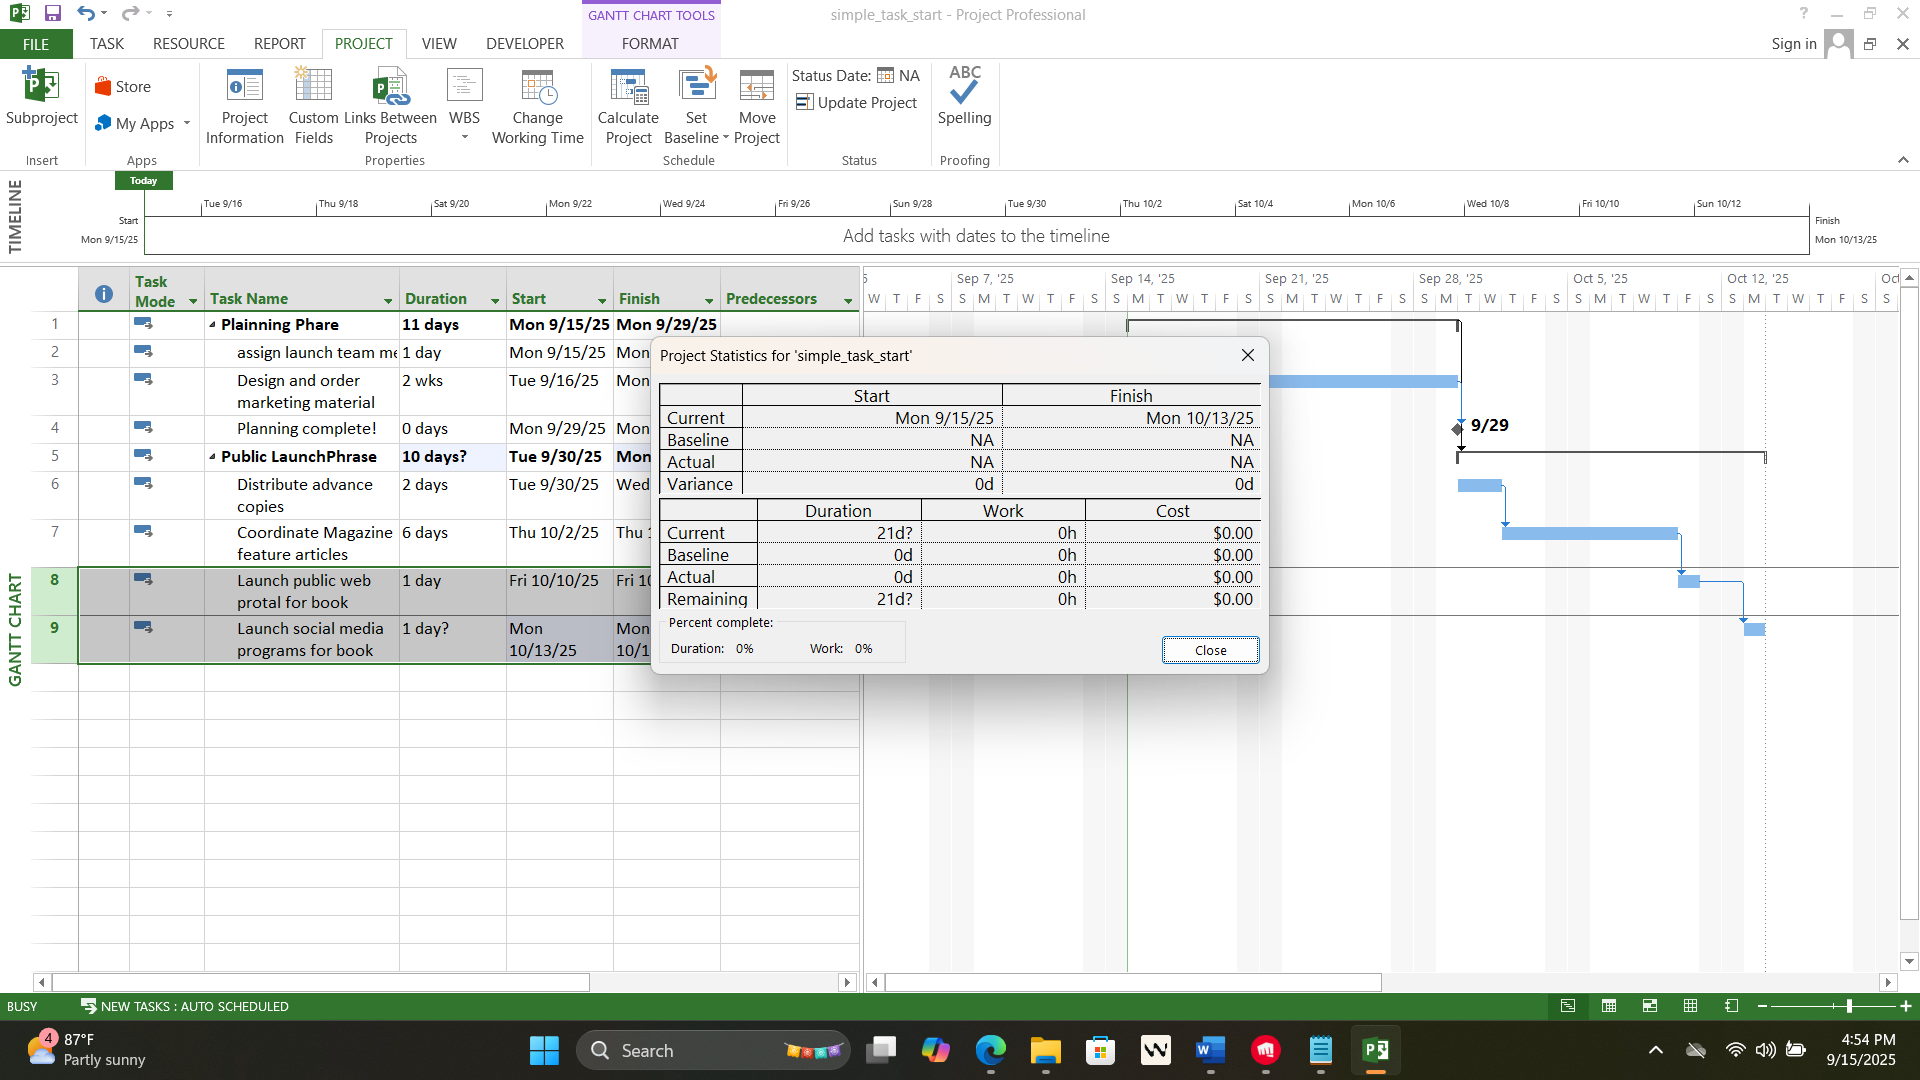 GANTT CHART TOOLS
simple_task_start - Project Professional
?
FILE TASK RESOURCE REPORT PROJECT VIEW DEVELOPER FORMAT
Sign in
Subproject
Store
My Apps
Project Information
Custom Fields
Links Between Projects
WBS
Change Working Time
Calculate Project
Set Baseline
Move Project
Status Date: NA
Update Project
ABC
Spelling
Insert Apps Properties Schedule Status Proofing
TIMELINE
Today
Tue 9/16 Thu 9/18 Sat 9/20 Mon 9/22 Wed 9/24 Fri 9/26 Sun 9/28 Tue 9/30 Thu 10/2 Sat 10/4 Mon 10/6 Wed 10/8 Fri 10/10 Sun 10/12
Start
Mon 9/15/25
Add tasks with dates to the timeline
Finish
Mon 10/13/25
GANTT CHART
Task Mode Task Name Duration Start Finish Predecessors
Sep 7, '25 Sep 14, '25 Sep 21, '25 Sep 28, '25 Oct 5, '25 Oct 12, '25
W T F S S M T W T F S S M T W T F S S M T W T F S S M T W T F S S M T W T F S S M T W T F S S
1 Plainning Phare 11 days Mon 9/15/25 Mon 9/29/25
2 assign launch team 1 day Mon 9/15/25 Mon
3 Design and order marketing material 2 wks Tue 9/16/25 Mon
4 Planning complete! 0 days Mon 9/29/25 Mon
5 Public LaunchPhrase 10 days? Tue 9/30/25 Mon
6 Distribute advance copies 2 days Tue 9/30/25 Wed
7 Coordinate Magazine feature articles 6 days Thu 10/2/25 Thu
8 Launch public web protal for book 1 day Fri 10/10/25 Fri
9 Launch social media programs for book 1 day? Mon 10/13/25 Mon
9/29
Project Statistics for 'simple_task_start'
Start Finish
Current Mon 9/15/25 Mon 10/13/25
Baseline NA NA
Actual NA NA
Variance 0d 0d
Duration Work Cost
Current 21d? 0h $0.00
Baseline 0d 0h $0.00
Actual 0d 0h $0.00
Remaining 21d? 0h $0.00
Percent complete:
Duration: 0% Work: 0%
Close
BUSY NEW TASKS : AUTO SCHEDULED
4
87°F
Partly sunny
Search
4:54 PM
9/15/2025